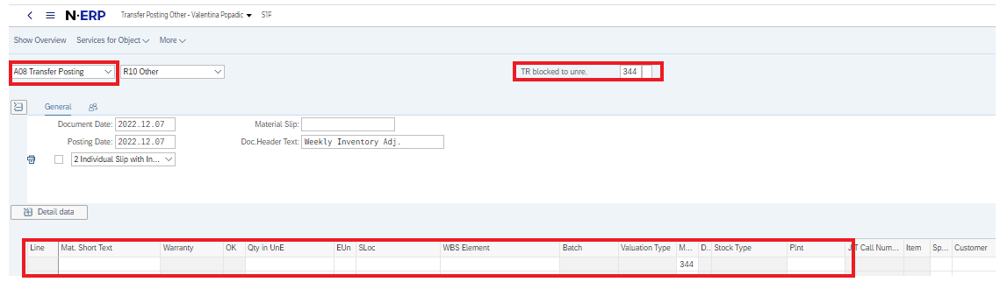 N-ERP Transfer Posting Other - Valentina Popadic S1P
Show Overview Services for Object More
A08 Transfer Posting R10 Other TR blocked to unre. 344
General
Document Date: 2022.12.07 Material Slip:
Posting Date: 2022.12.07 Doc.Header Text: Weekly Inventory Adj.
2 Individual Slip with In...
Detail data
Line Mat. Short Text Warranty OK Qty in UnE EUn SLoc WBS Element Batch Valuation Type M... D.. Stock Type Plnt JIT Call Num... Item Sp... Customer
344